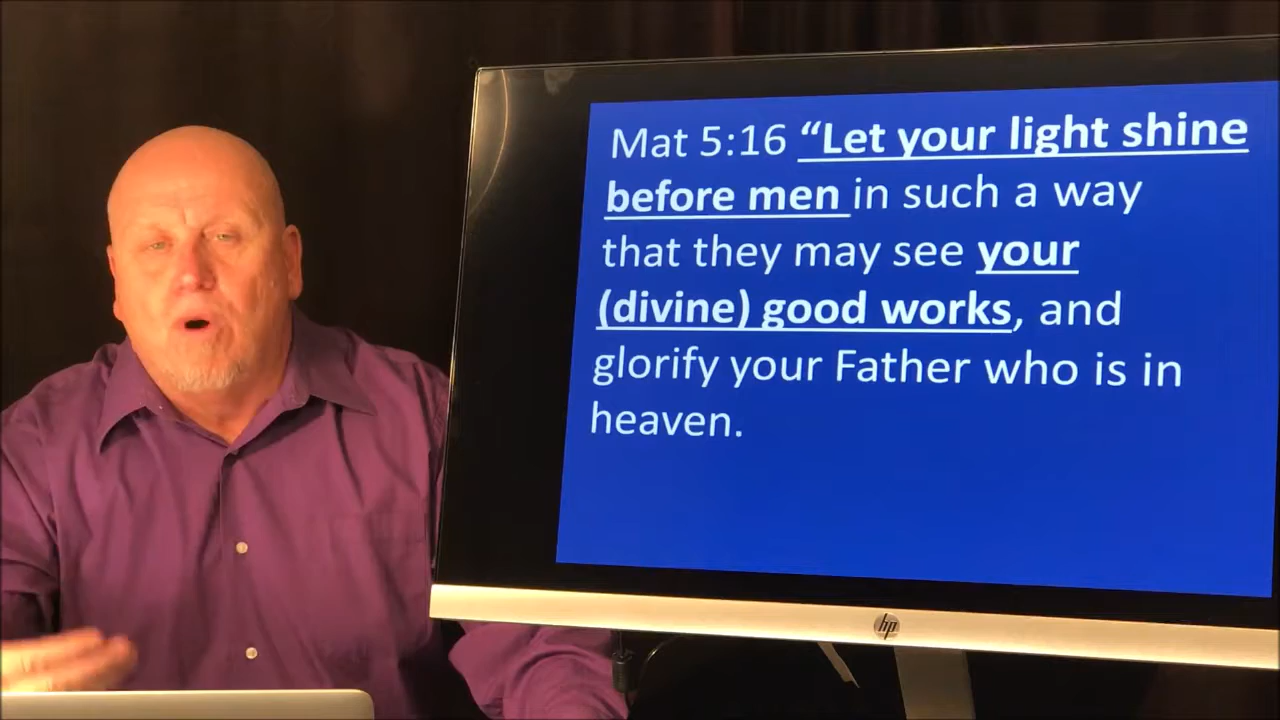 Mat 5:16 “Let your light shine
before men in such a way
that they may see your
(divine) good works, and
glorify your Father who is in
heaven.
hp